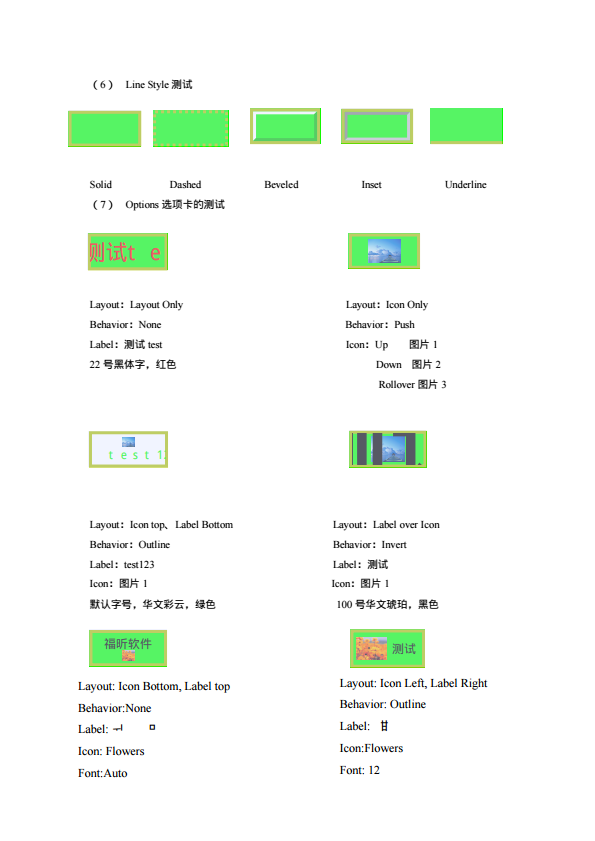 （6） Line Style 测试
Solid Dashed Beveled Inset Underline
（7） Options 选项卡的测试
测试t e
Layout：Layout Only
Behavior：None
Label：测试 test
22 号黑体字，红色
Layout：Icon Only
Behavior：Push
Icon：Up 图片 1
Down 图片 2
Rollover 图片 3
test12
Layout：Icon top、Label Bottom
Behavior：Outline
Label：test123
Icon：图片 1
默认字号，华文彩云，绿色
Layout：Label over Icon
Behavior：Invert
Label：测试
Icon：图片 1
100 号华文琥珀，黑色
福昕软件
Layout: Icon Bottom, Label top
Behavior:None
Label:
Icon: Flowers
Font:Auto
测试
Layout: Icon Left, Label Right
Behavior: Outline
Label:
Icon:Flowers
Font: 12